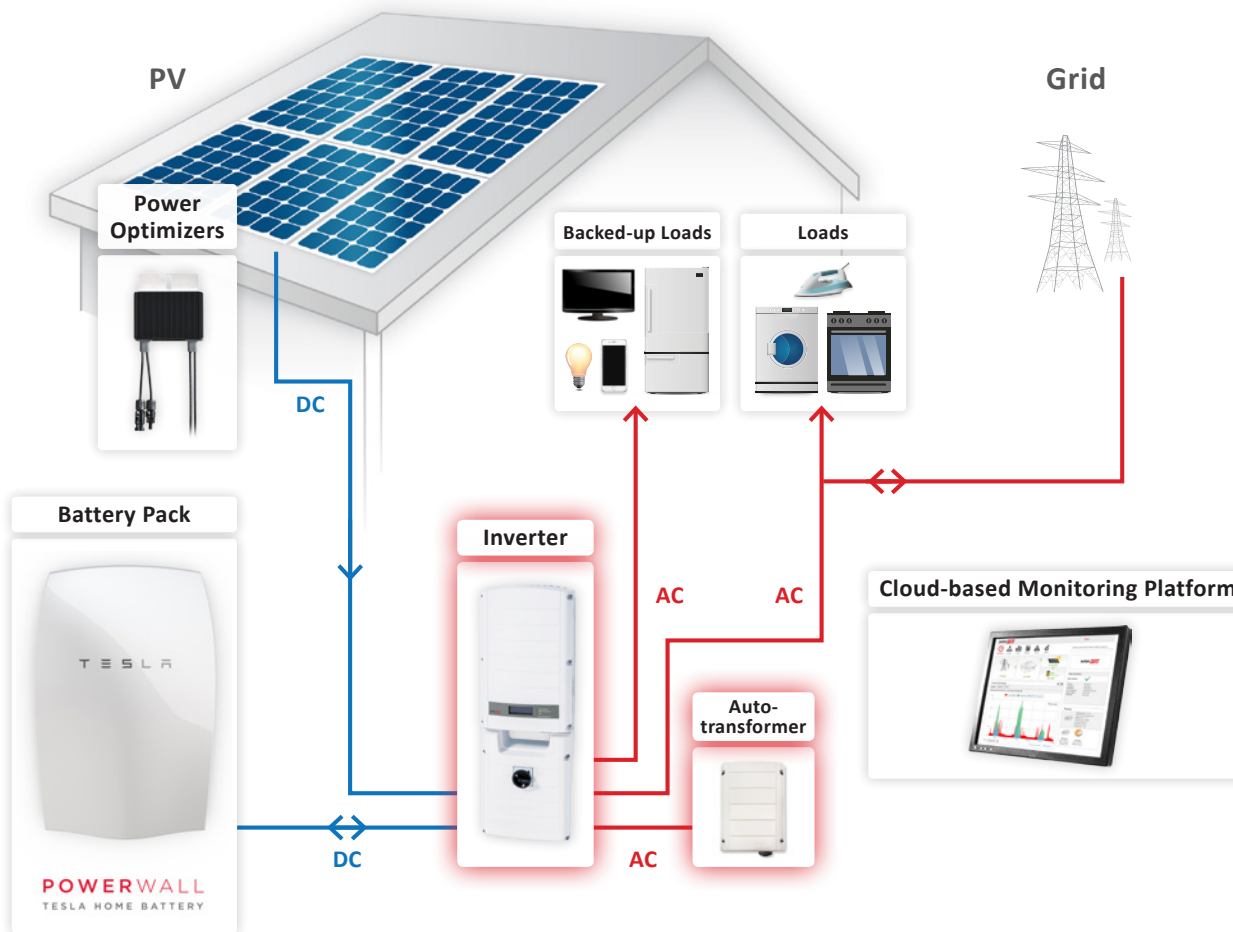 PV
Grid
Power
Optimizers
Backed-up Loads
Loads
DC
Battery Pack
Inverter
AC
AC
Cloud-based Monitoring Platform
TESLA
Auto-
transformer
DC
AC
POWERWALL
TESLA HOME BATTERY